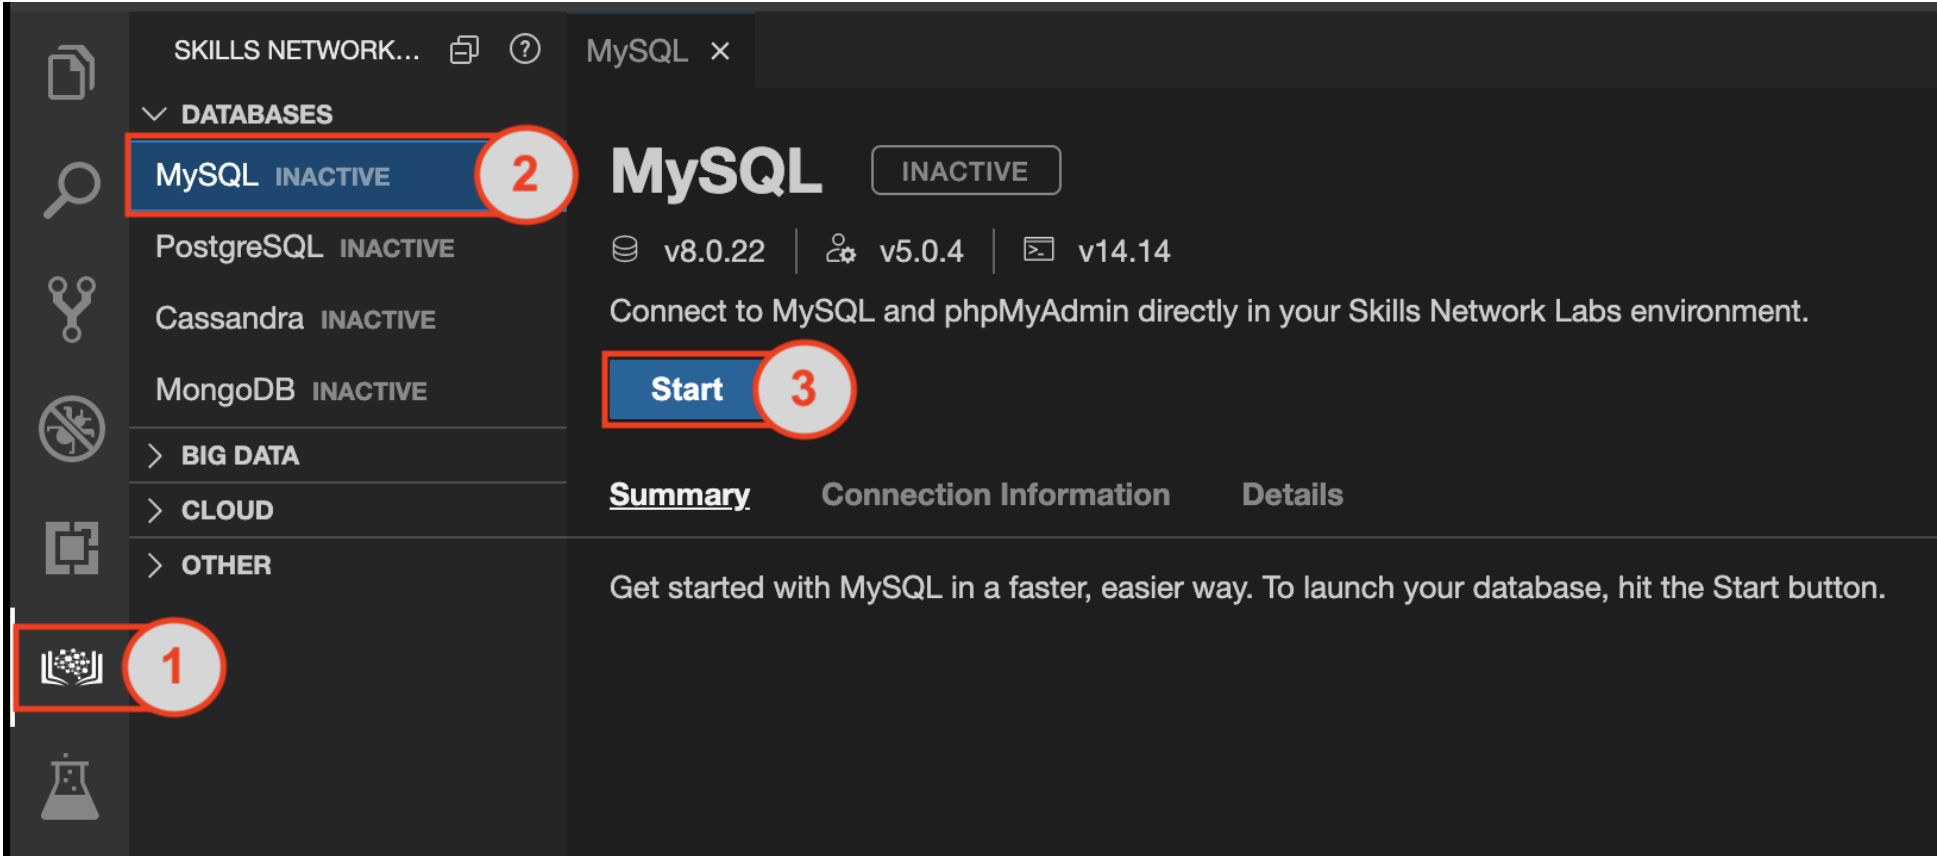 SKILLS NETWORK...
MySQL
DATABASES
MySQL INACTIVE
2
PostgreSQL INACTIVE
Cassandra INACTIVE
MongoDB INACTIVE
BIG DATA
CLOUD
OTHER
1
MySQL INACTIVE
v8.0.22 v5.0.4 v14.14
Connect to MySQL and phpMyAdmin directly in your Skills Network Labs environment.
Start
3
Summary Connection Information Details
Get started with MySQL in a faster, easier way. To launch your database, hit the Start button.